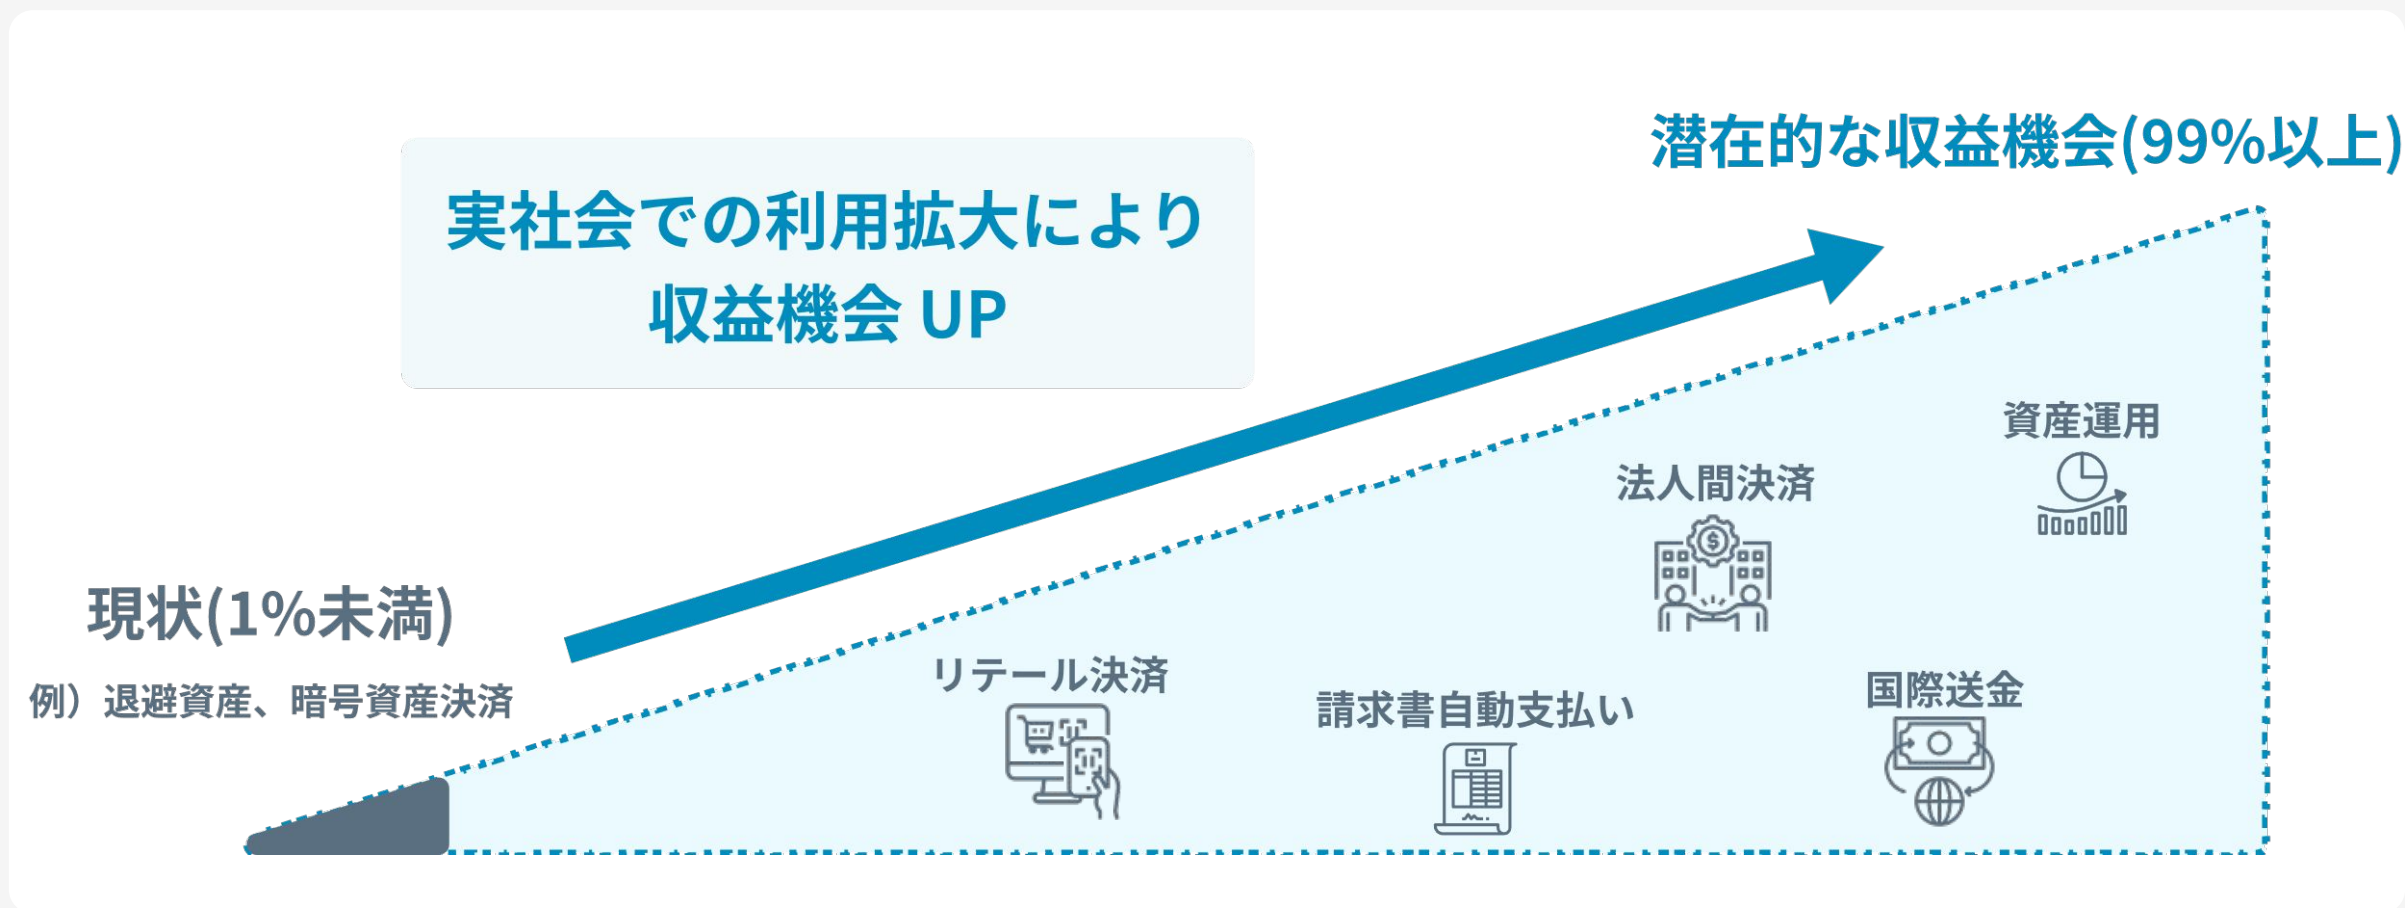 潜在的な収益機会(99%以上)
実社会での利用拡大により
収益機会 UP
資産運用
法人間決済
現状(1%未満)
例）退避資産、暗号資産決済
リテール決済
請求書自動支払い
国際送金
$